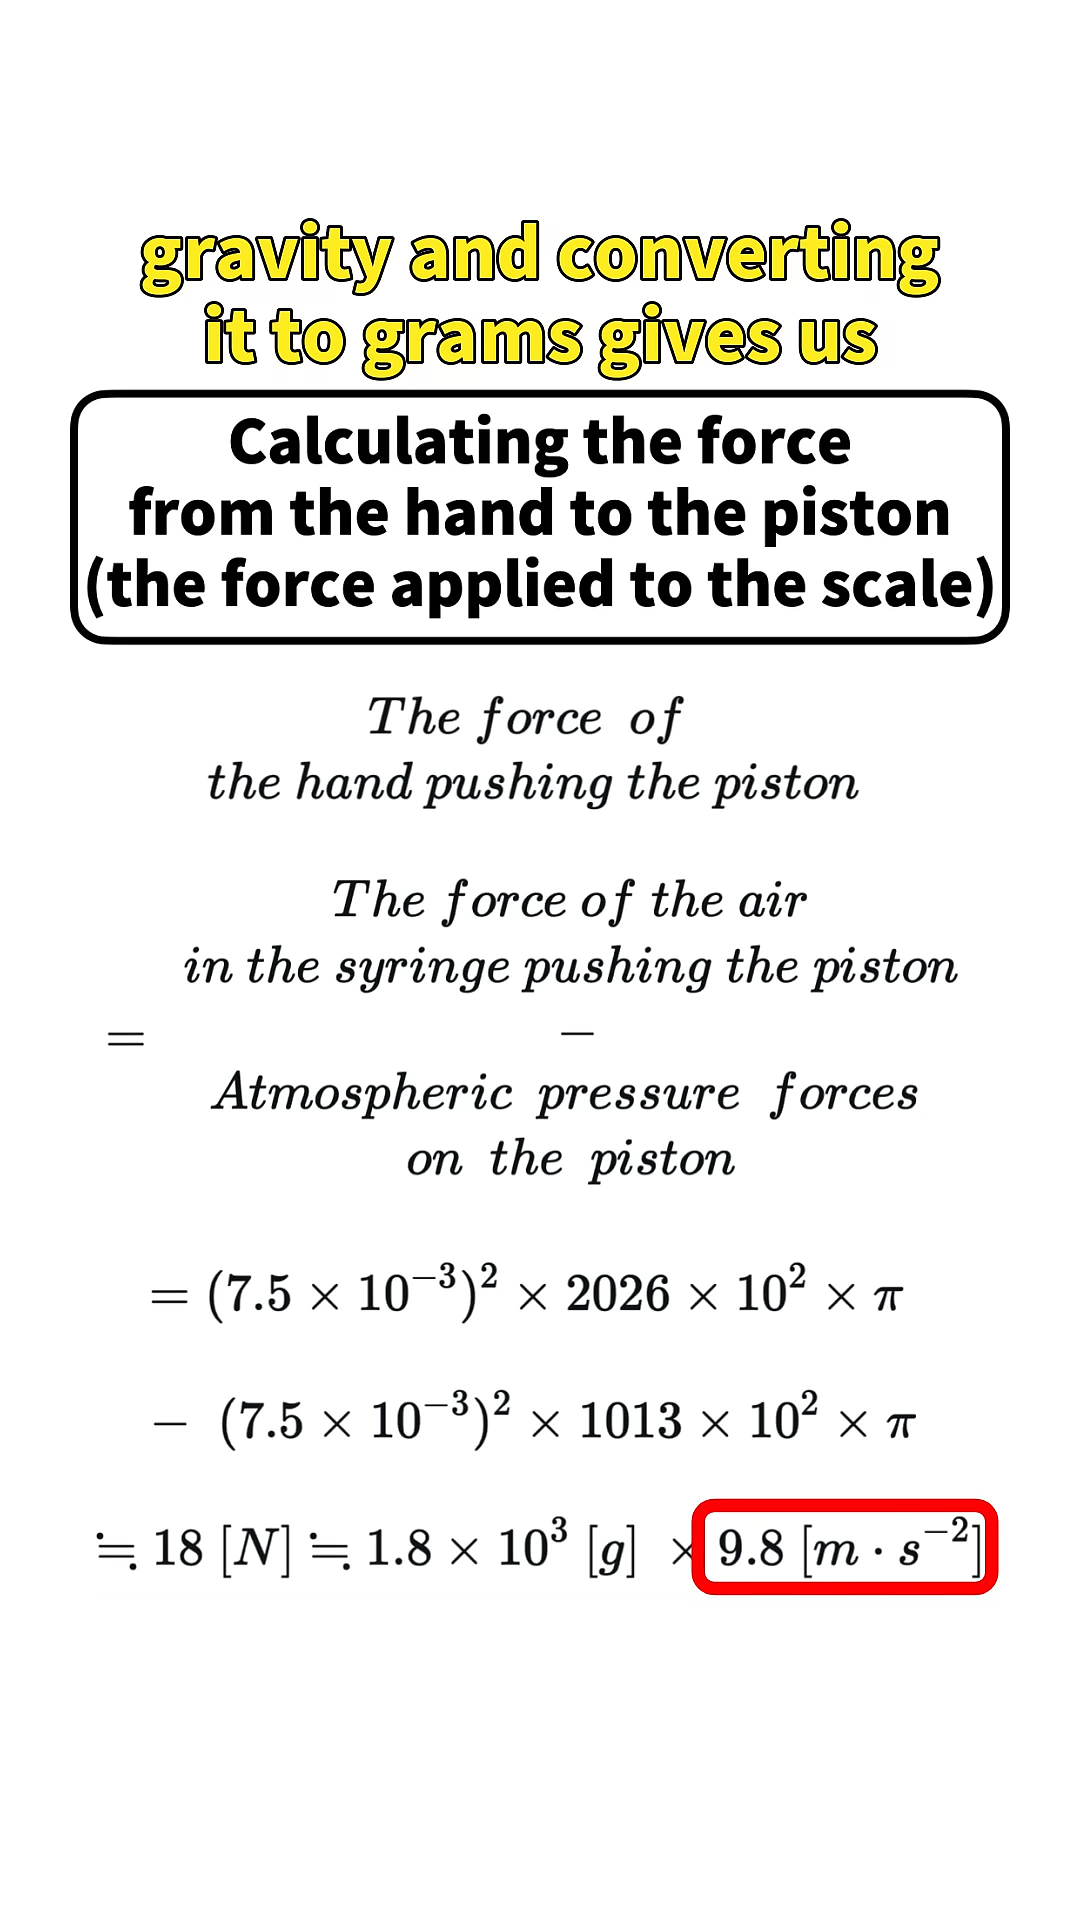 gravity and converting
it to grams gives us
Calculating the force
from the hand to the piston
(the force applied to the scale)
The force of
the hand pushing the piston
The force of the air
in the syringe pushing the piston
= −
Atmospheric pressure forces
on the piston
= (7.5 × 10⁻³)² × 2026 × 10² × π
− (7.5 × 10⁻³)² × 1013 × 10² × π
≒ 18 [N] ≒ 1.8 × 10³ [g] × 9.8 [m · s⁻²]